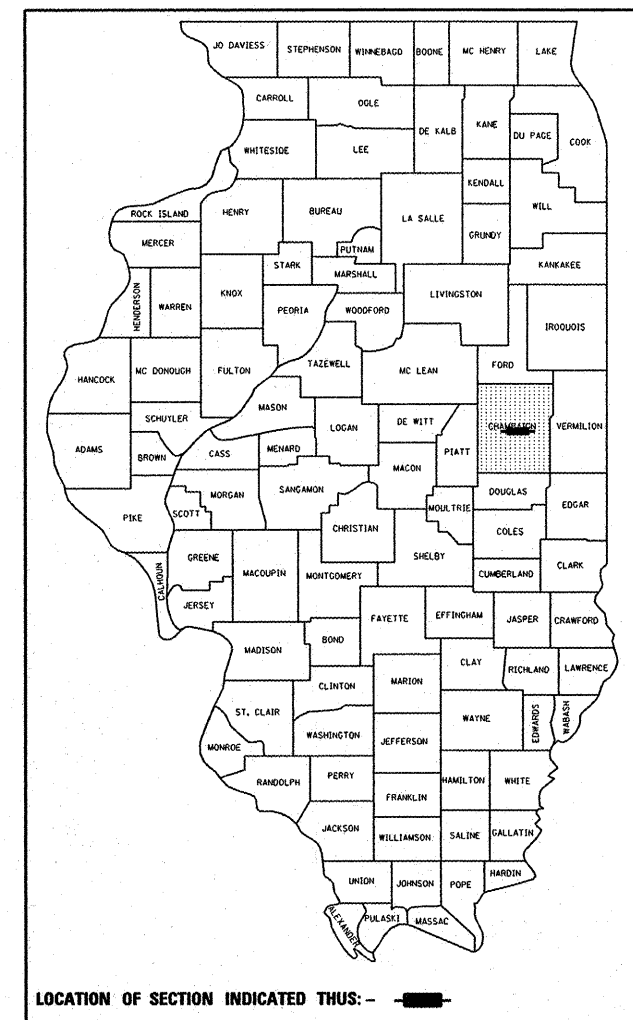 JO DAVIESS STEPHENSON WINNEBAGO BOONE MC HENRY LAKE
CARROLL OGLE DE KALB KANE DU PAGE COOK
WHITESIDE LEE KENDALL WILL
ROCK ISLAND HENRY BUREAU LA SALLE GRUNDY
MERCER STARK PUTNAM MARSHALL KANKAKEE
HENDERSON WARREN KNOX PEORIA WOODFORD LIVINGSTON IROQUOIS
HANCOCK MC DONOUGH FULTON TAZEWELL MC LEAN FORD
SCHUYLER MASON LOGAN DE WITT CHAMPAIGN VERMILION
ADAMS BROWN CASS MENARD MACON PIATT
PIKE SCOTT MORGAN SANGAMON MOULTRIE DOUGLAS EDGAR
CHRISTIAN COLES
GREENE MACOUPIN MONTGOMERY SHELBY CUMBERLAND CLARK
CALHOUN JERSEY FAYETTE EFFINGHAM JASPER CRAWFORD
MADISON BOND CLAY RICHLAND LAWRENCE
CLINTON MARION WAYNE EDWARDS WABASH
ST. CLAIR WASHINGTON JEFFERSON
MONROE RANDOLPH PERRY HAMILTON WHITE
FRANKLIN
JACKSON WILLIAMSON SALINE GALLATIN
UNION JOHNSON POPE HARDIN
ALEXANDER PULASKI MASSAC
LOCATION OF SECTION INDICATED THUS:-